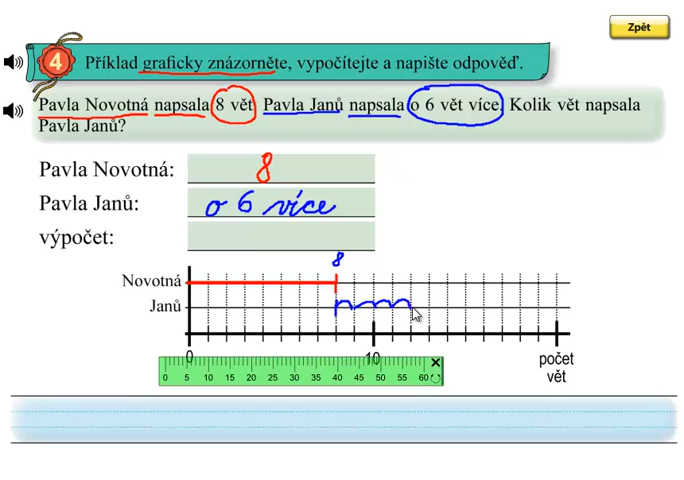 Zpět
4 Příklad graficky znázorněte, vypočítejte a napište odpověď.
Pavla Novotná napsala 8 vět. Pavla Janů napsala o 6 vět více. Kolik vět napsala
Pavla Janů?
Pavla Novotná: 8
Pavla Janů: o 6 více
výpočet:
8
Novotná
Janů
0 10 počet
vět
0 5 10 15 20 25 30 35 40 45 50 55 60